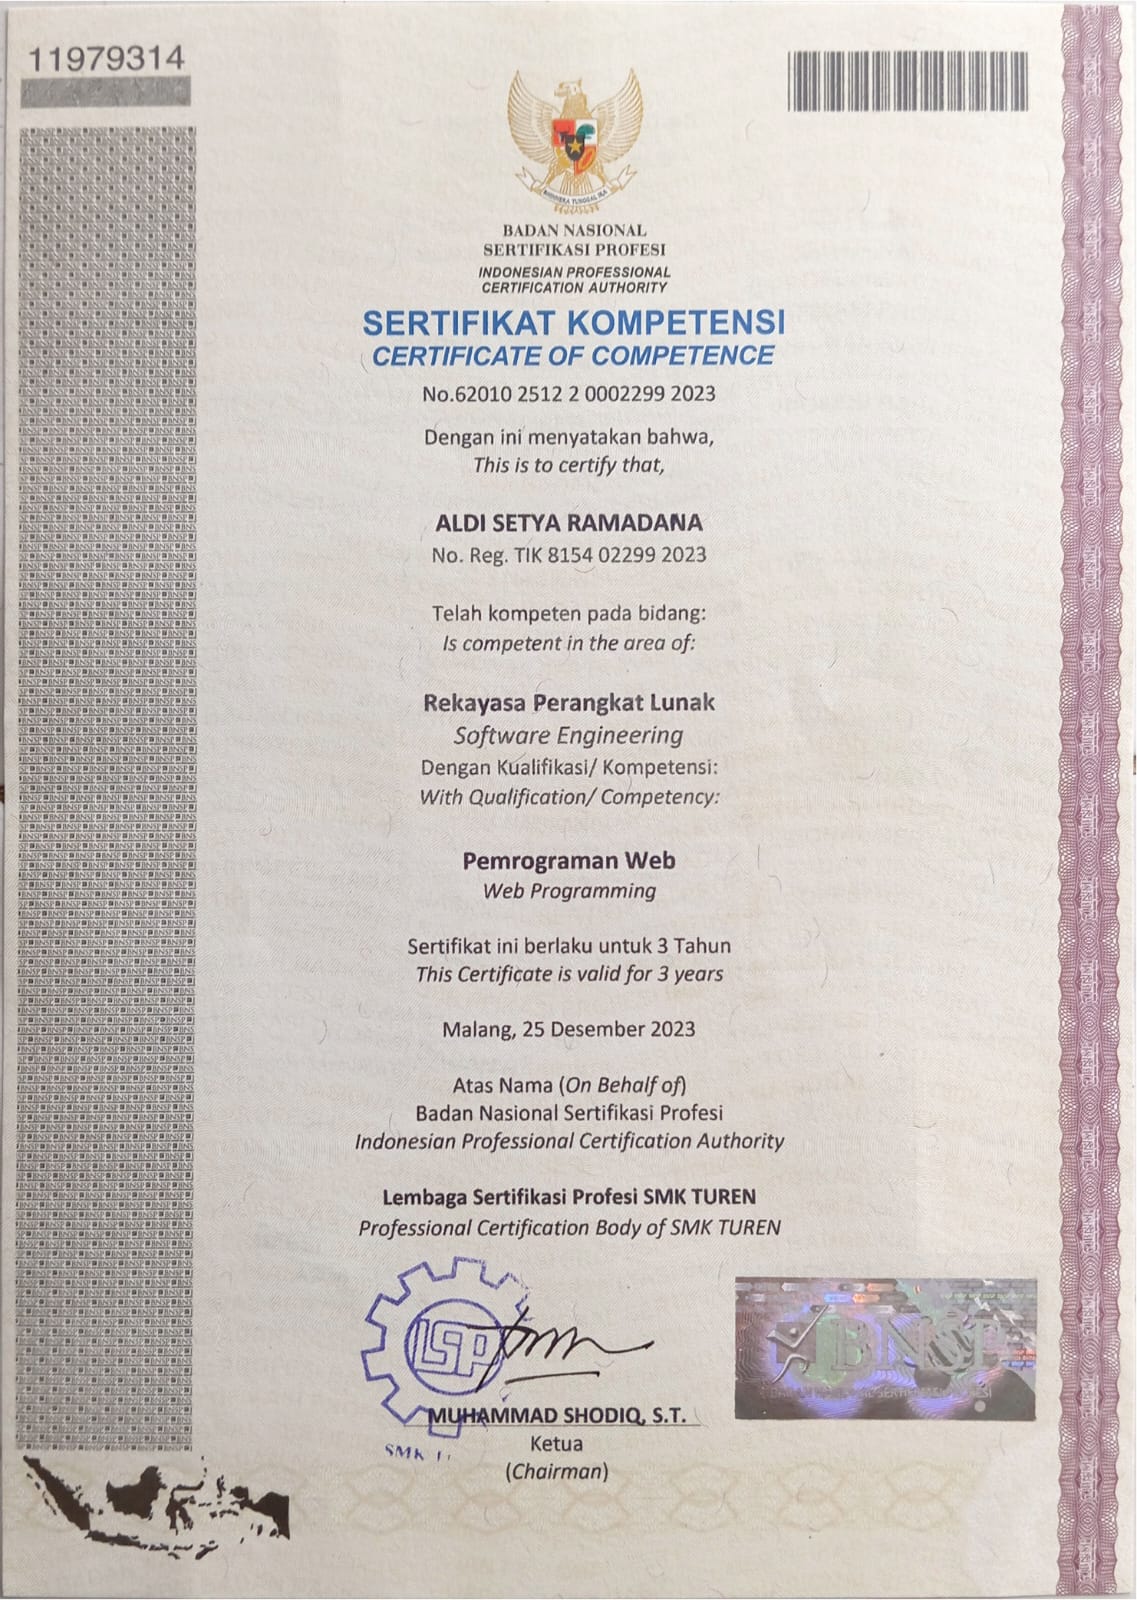 11979314
BHINNEKA TUNGGAL IKA
BADAN NASIONAL
SERTIFIKASI PROFESI
INDONESIAN PROFESSIONAL
CERTIFICATION AUTHORITY
SERTIFIKAT KOMPETENSI
CERTIFICATE OF COMPETENCE
No.62010 2512 2 0002299 2023
Dengan ini menyatakan bahwa,
This is to certify that,
ALDI SETYA RAMADANA
No. Reg. TIK 8154 02299 2023
Telah kompeten pada bidang:
Is competent in the area of:
Rekayasa Perangkat Lunak
Software Engineering
Dengan Kualifikasi/ Kompetensi:
With Qualification/ Competency:
Pemrograman Web
Web Programming
Sertifikat ini berlaku untuk 3 Tahun
This Certificate is valid for 3 years
Malang, 25 Desember 2023
Atas Nama (On Behalf of)
Badan Nasional Sertifikasi Profesi
Indonesian Professional Certification Authority
Lembaga Sertifikasi Profesi SMK TUREN
Professional Certification Body of SMK TUREN
LSP
BNSP
MUHAMMAD SHODIQ, S.T.
SMK
Ketua
(Chairman)